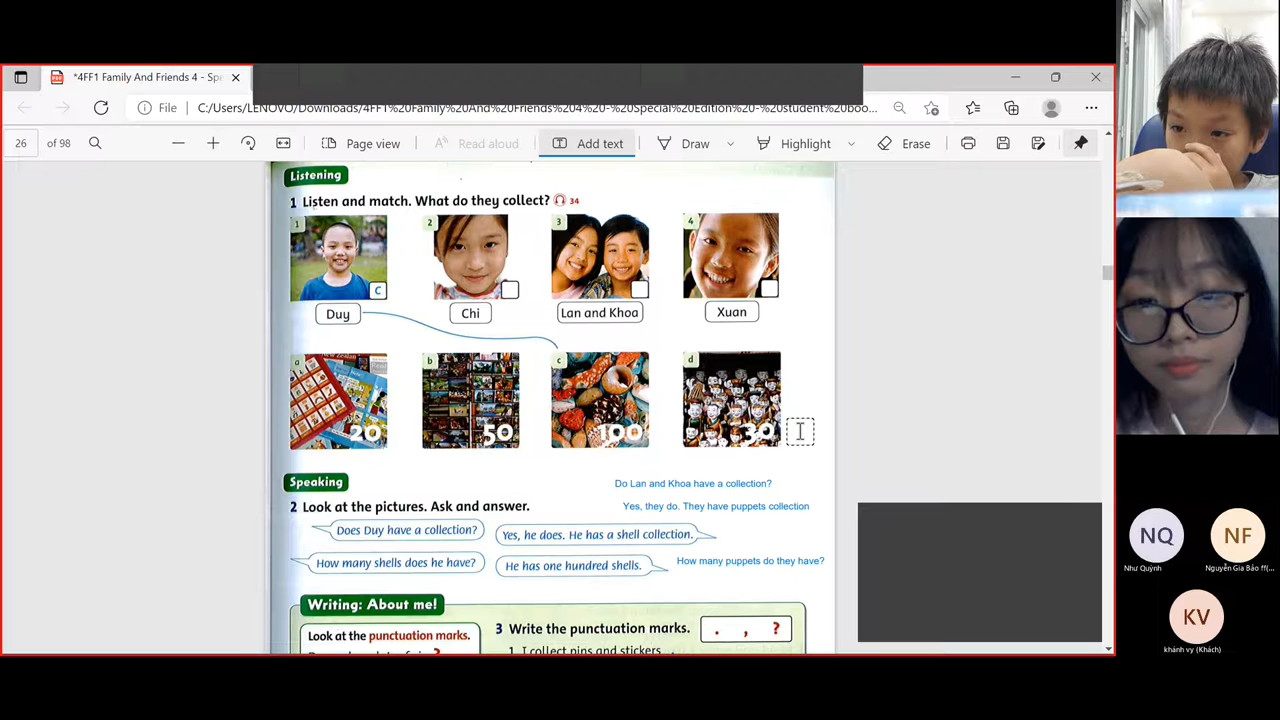 *4FF1 Family And Friends 4 - Spe
File
C:/Users/LENOVO/Downloads/4FF1%20Family%20And%20Friends%204%20-%20Special%20Edition%20-%20student%20boo...
26 of 98
Page view
Read aloud
Add text
Draw
Highlight
Erase
Listening
1 Listen and match. What do they collect? 34
1
2
3
4
C
Duy
Chi
Lan and Khoa
Xuan
a
b
c
d
20
50
100
30
Speaking
Do Lan and Khoa have a collection?
2 Look at the pictures. Ask and answer.
Yes, they do. They have puppets collection
Does Duy have a collection?
Yes, he does. He has a shell collection.
How many shells does he have?
He has one hundred shells.
How many puppets do they have?
Writing: About me!
Look at the punctuation marks.
3 Write the punctuation marks. . , ?
1 I collect pins and stickers
NQ
Như Quỳnh
NF
Nguyễn Gia Bảo ff(...
KV
khánh vy (Khách)